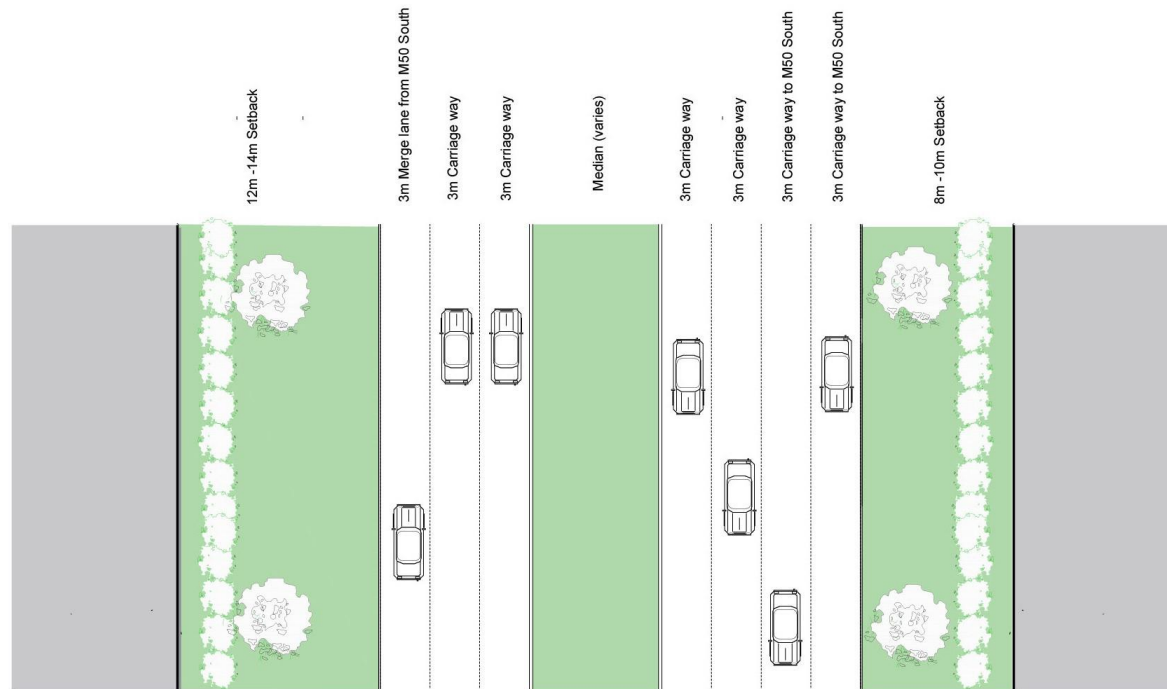 12m -14m Setback
3m Merge lane from M50 South
3m Carriage way
3m Carriage way
Median (varies)
3m Carriage way
3m Carriage way
3m Carriage way to M50 South
3m Carriage way to M50 South
8m -10m Setback